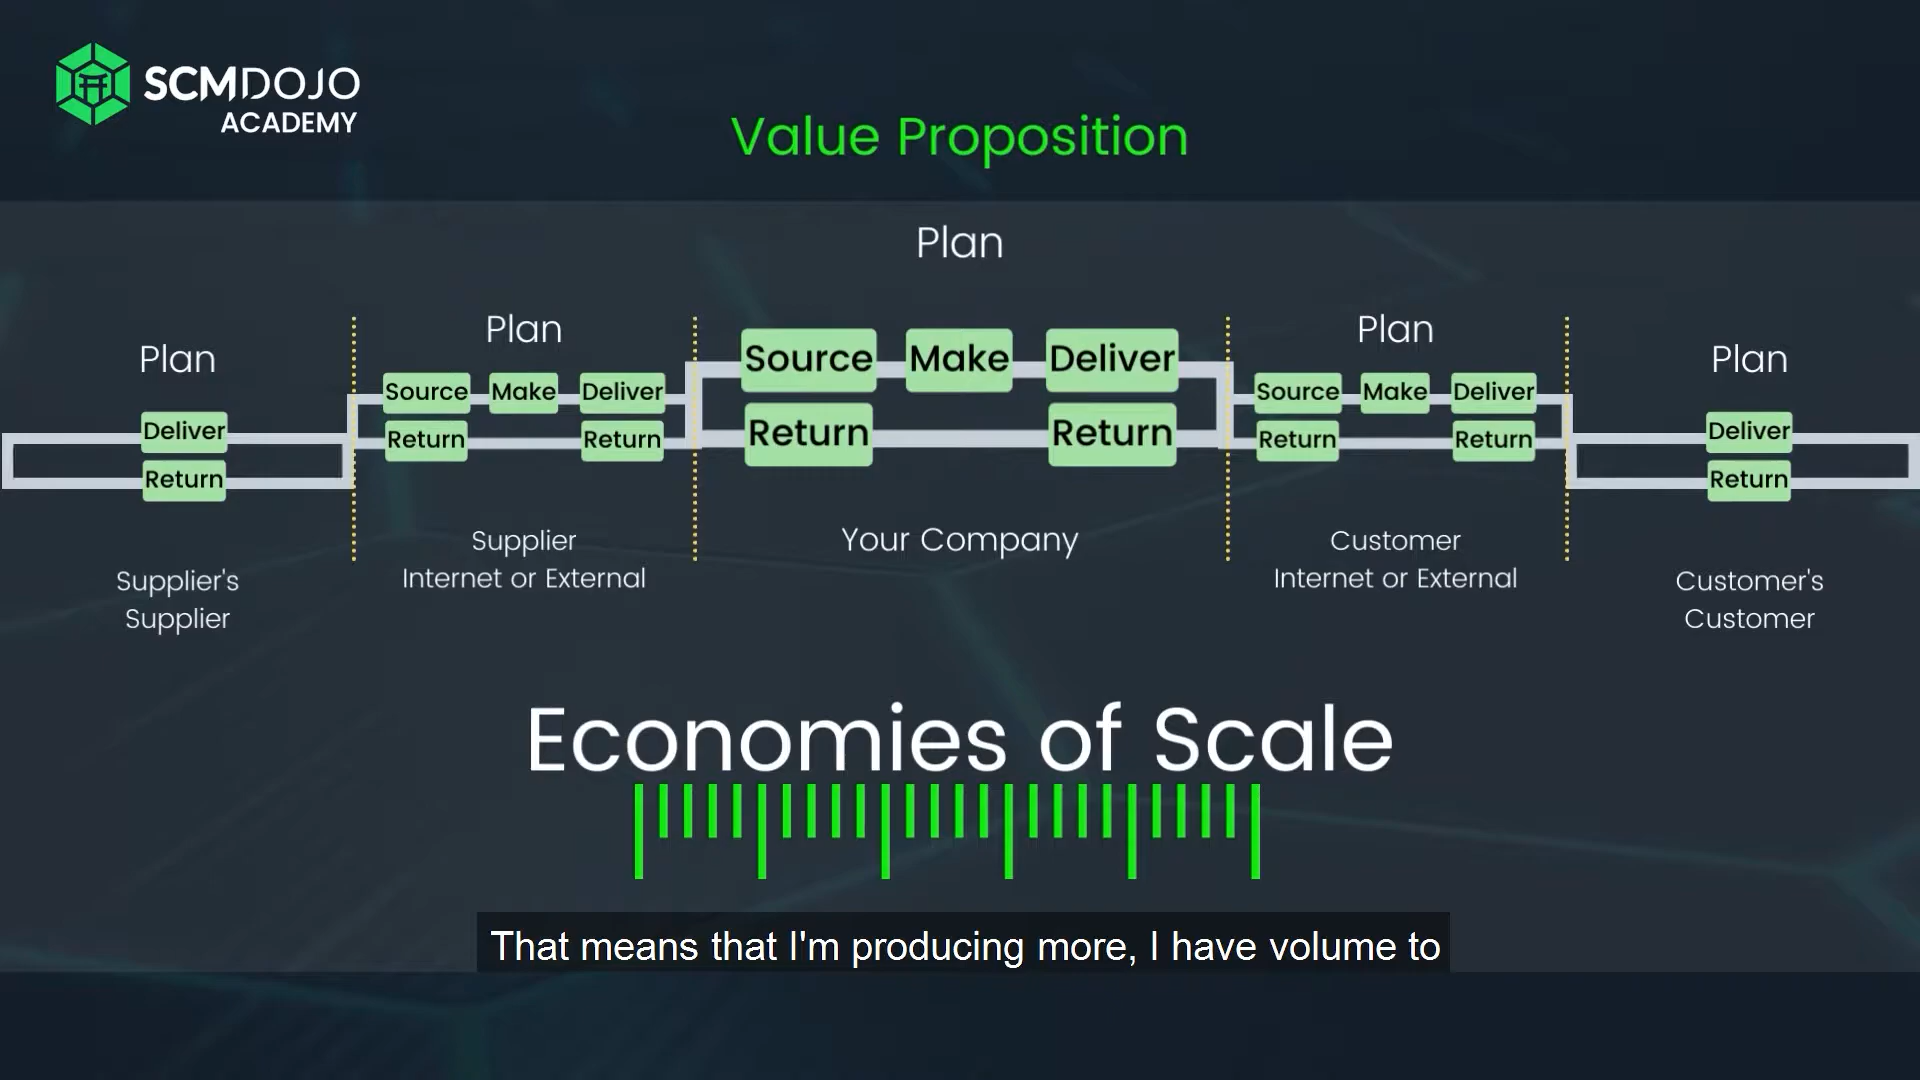 SCMDOJO
ACADEMY
Value Proposition
Plan
Plan
Deliver
Return
Supplier's
Supplier
Plan
Source Make Deliver
Return Return
Supplier
Internet or External
Source Make Deliver
Return Return
Your Company
Plan
Source Make Deliver
Return Return
Customer
Internet or External
Plan
Deliver
Return
Customer's
Customer
Economies of Scale
That means that I'm producing more, I have volume to